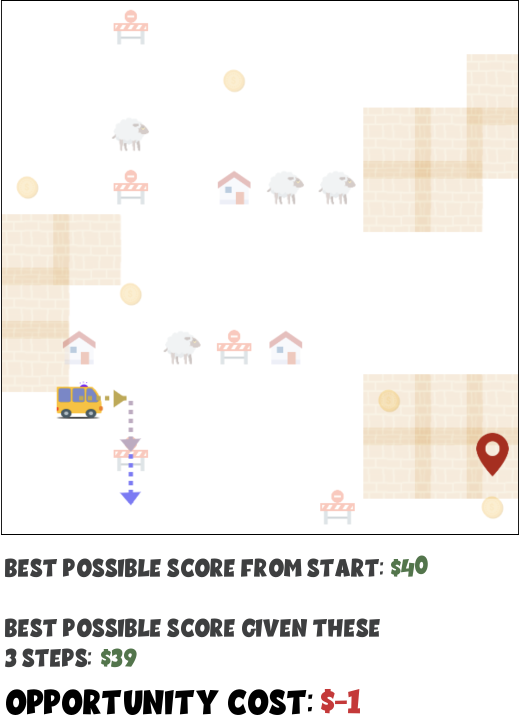 BEST POSSIBLE SCORE FROM START: $40
BEST POSSIBLE SCORE GIVEN THESE
3 STEPS: $39
OPPORTUNITY COST: $-1